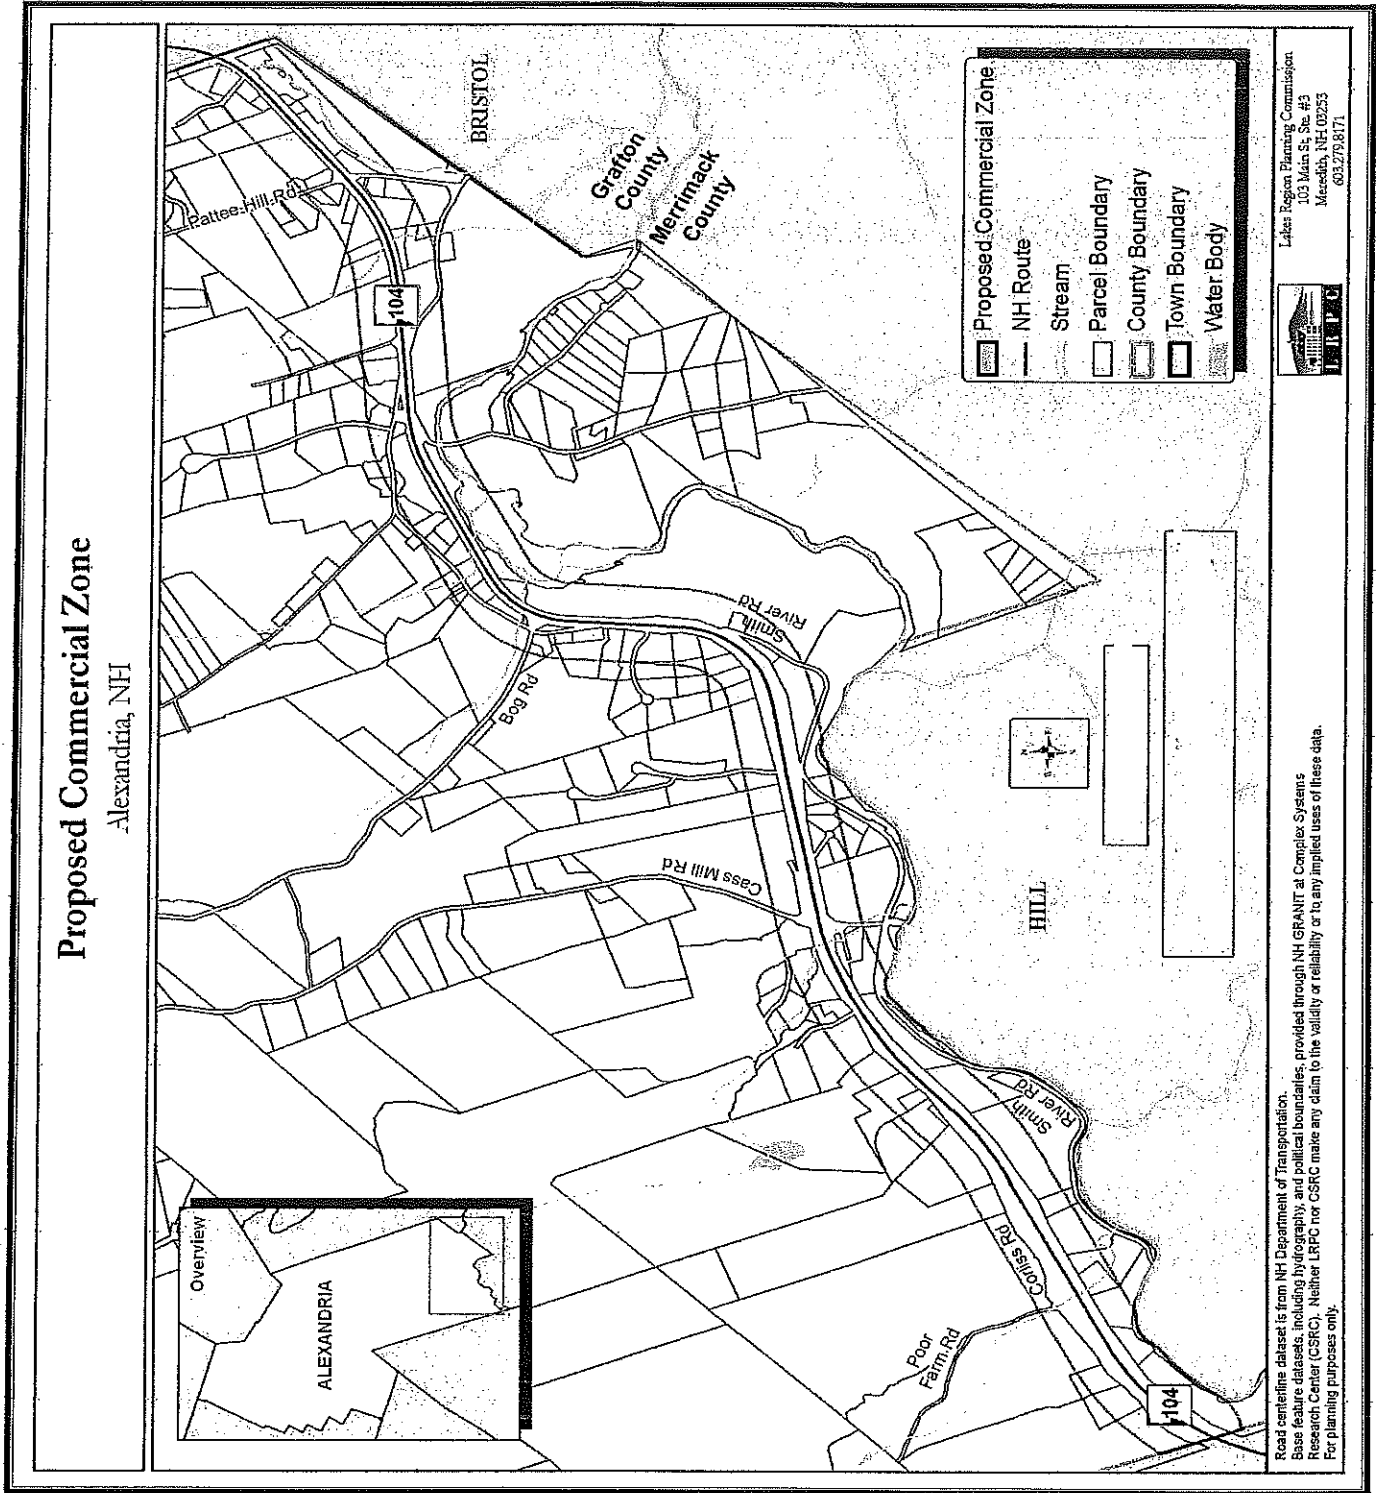 Proposed Commercial Zone
Alexandria, NH
Overview
ALEXANDRIA
BRISTOL
Grafton
County
Merrimack
County
Pattee Hill Rd
104
Bog Rd
Smith
River Rd
Cass Mill Rd
HILL
Smith
River Rd
Corliss Rd
Poor
Farm Rd
104
Proposed Commercial Zone
NH Route
Stream
Parcel Boundary
County Boundary
Town Boundary
Water Body
Road centerline dataset is from NH Department of Transportation.
Base feature datasets, including hydrography, and political boundaries, provided through NH GRANIT at Complex Systems
Research Center (CSRC). Neither LRPC nor CSRC make any claim to the validity or reliability or to any implied uses of these data.
For planning purposes only.
LRPC
Lakes Region Planning Commission
103 Main St, Ste #3
Meredith, NH 03253
603.279.8171